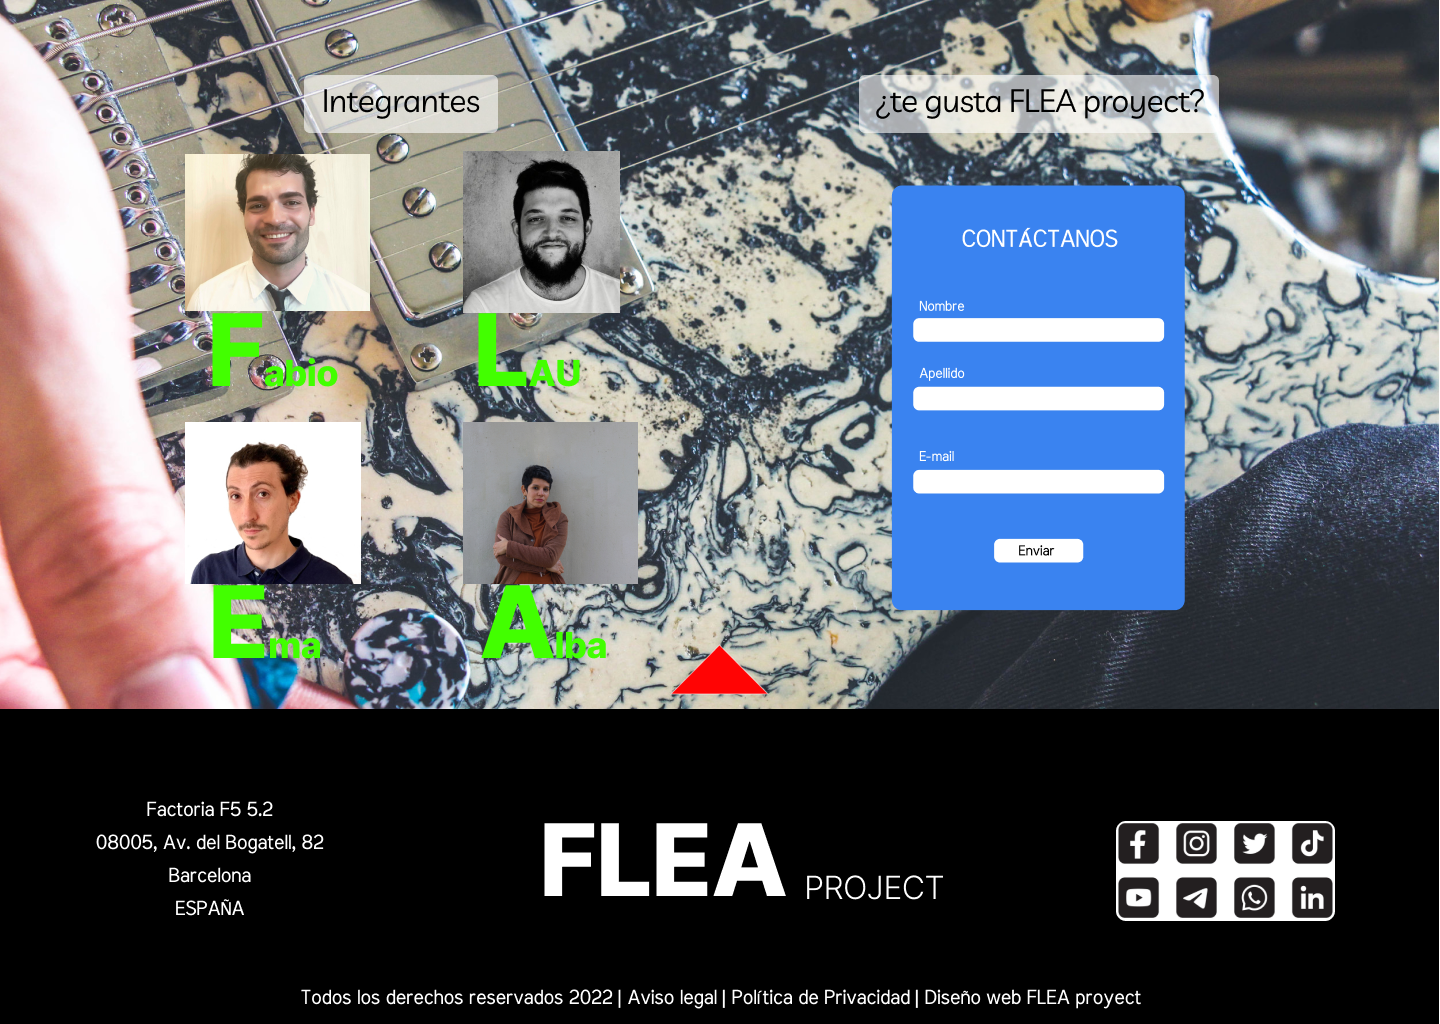 Integrantes
¿te gusta FLEA proyect?
Fabio
LAU
Ema
Alba
CONTÁCTANOS
Nombre
Apellido
E-mail
Enviar
Factoria F5 5.2
08005, Av. del Bogatell, 82
Barcelona
ESPAÑA
FLEA PROJECT
Todos los derechos reservados 2022 | Aviso legal | Política de Privacidad | Diseño web FLEA proyect